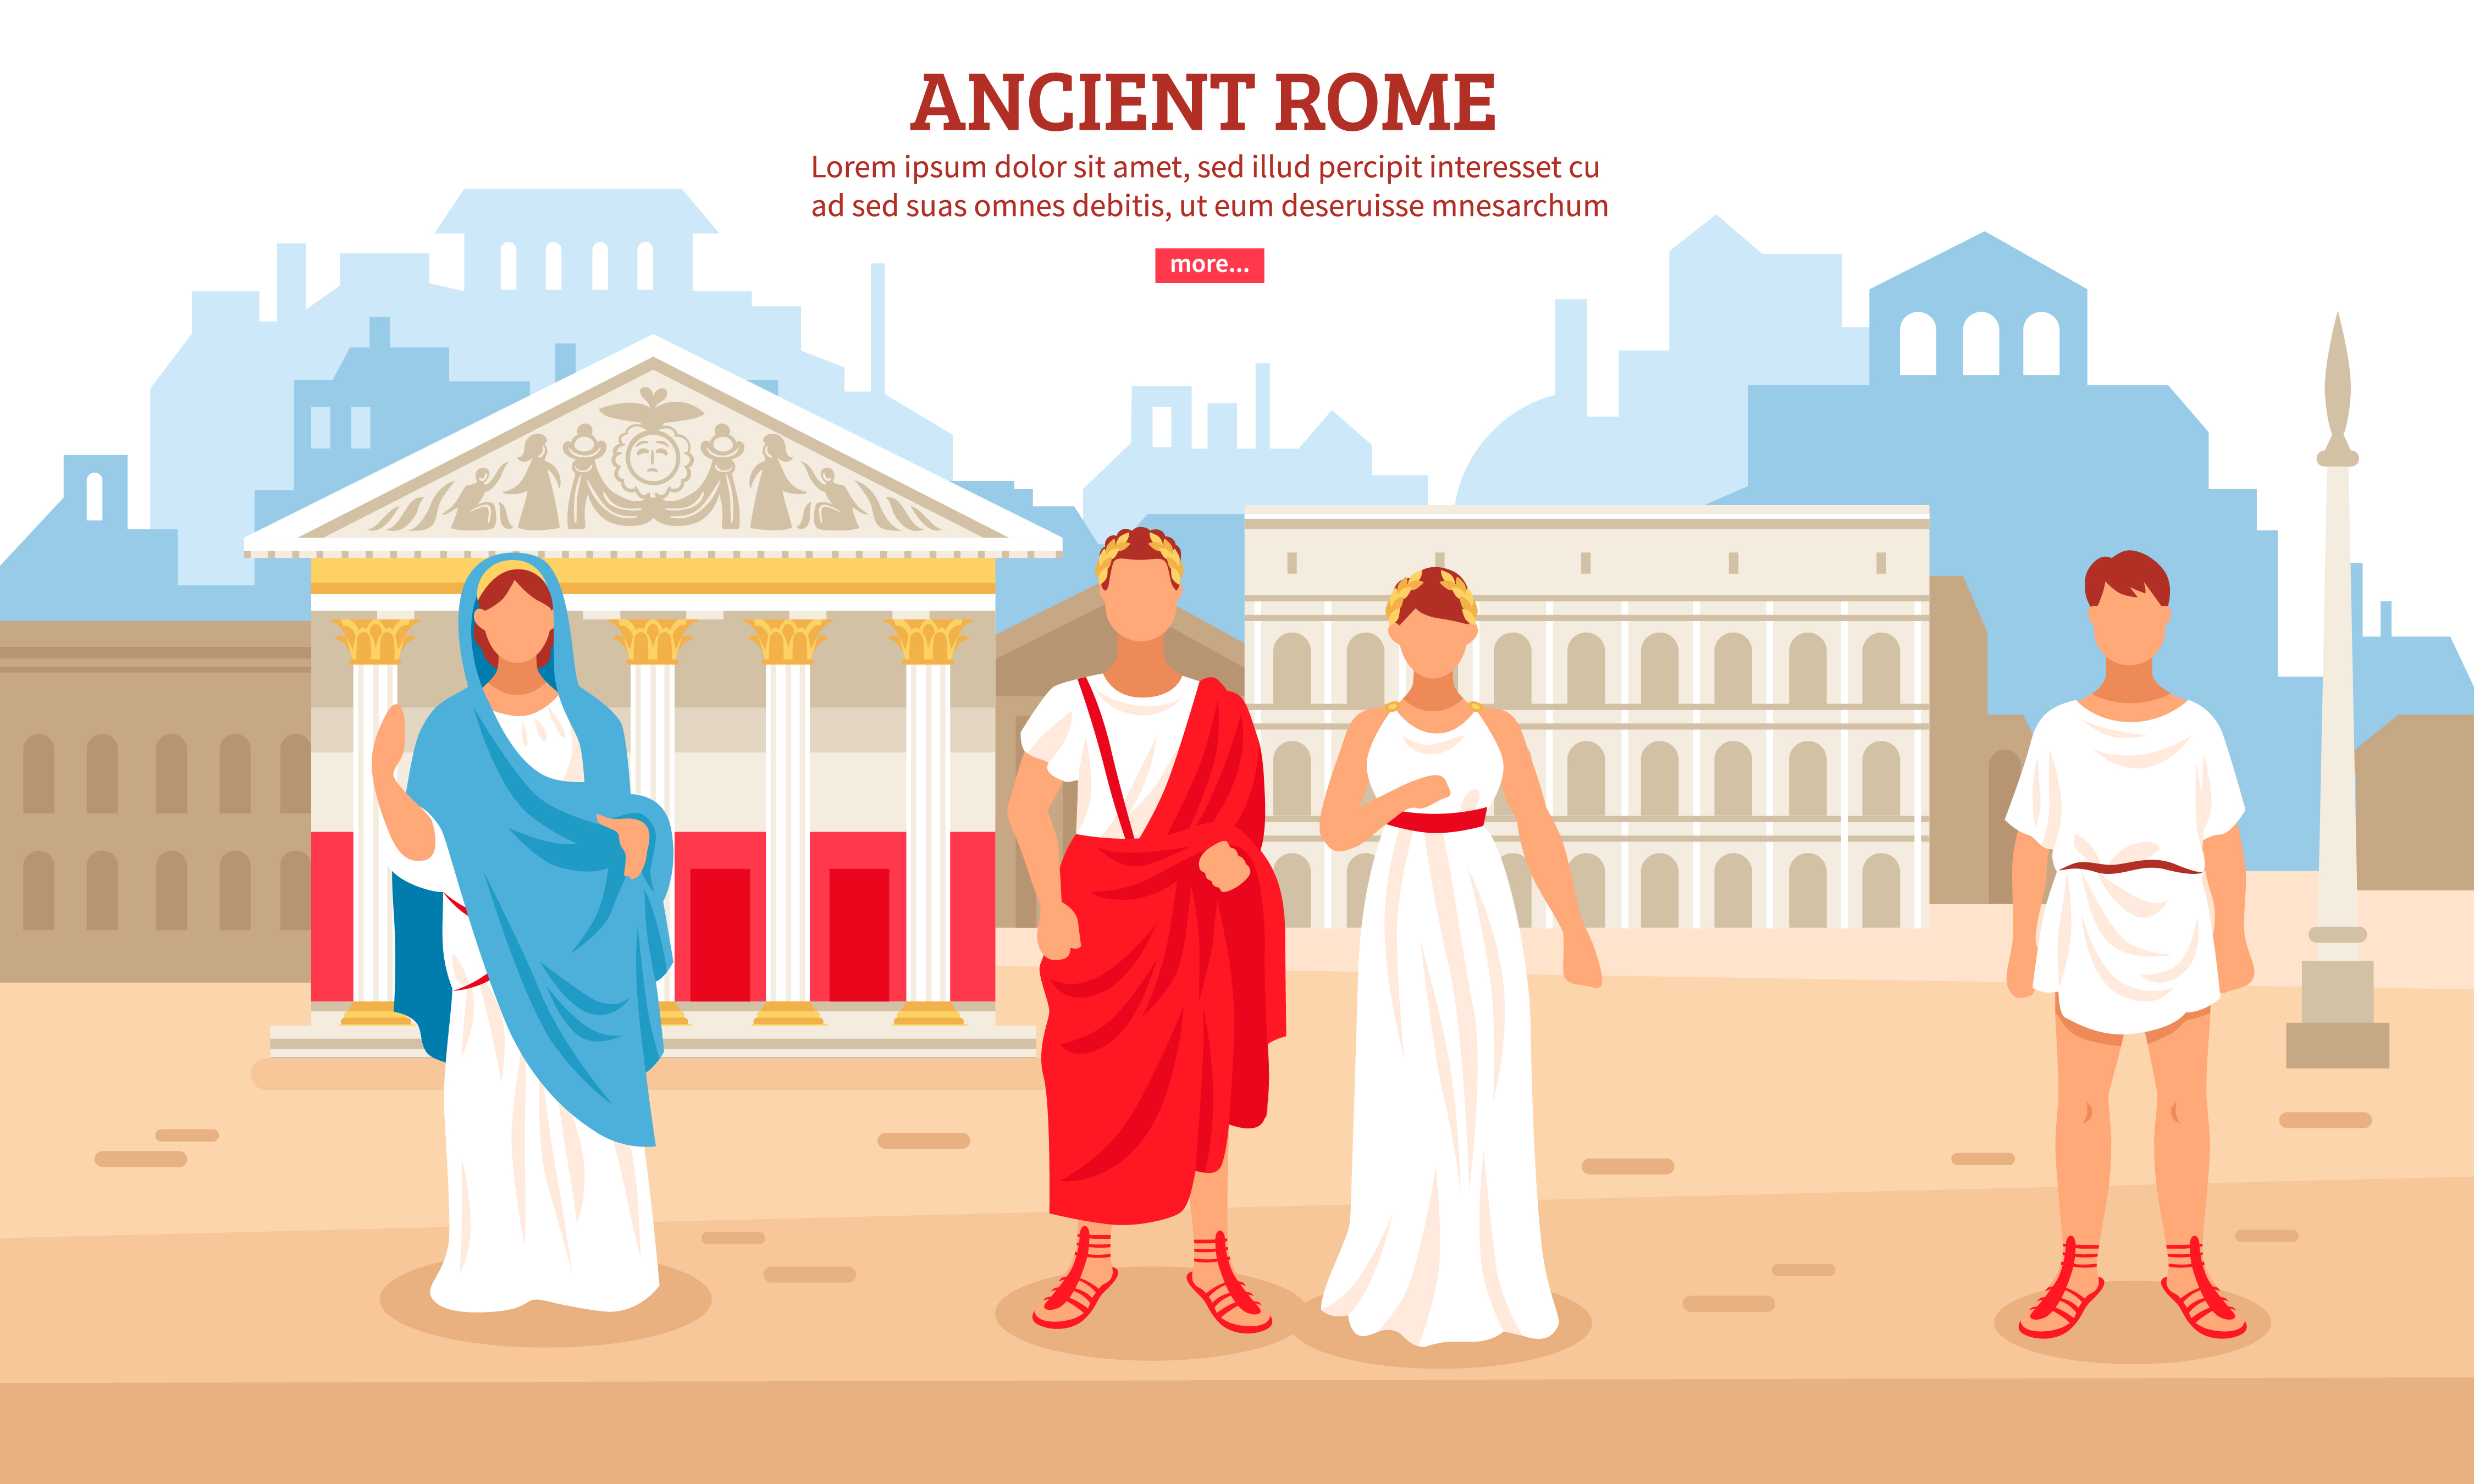 ANCIENT ROME
Lorem ipsum dolor sit amet, sed illud percipit interesset cu
ad sed suas omnes debitis, ut eum deseruisse mnesarchum
more...